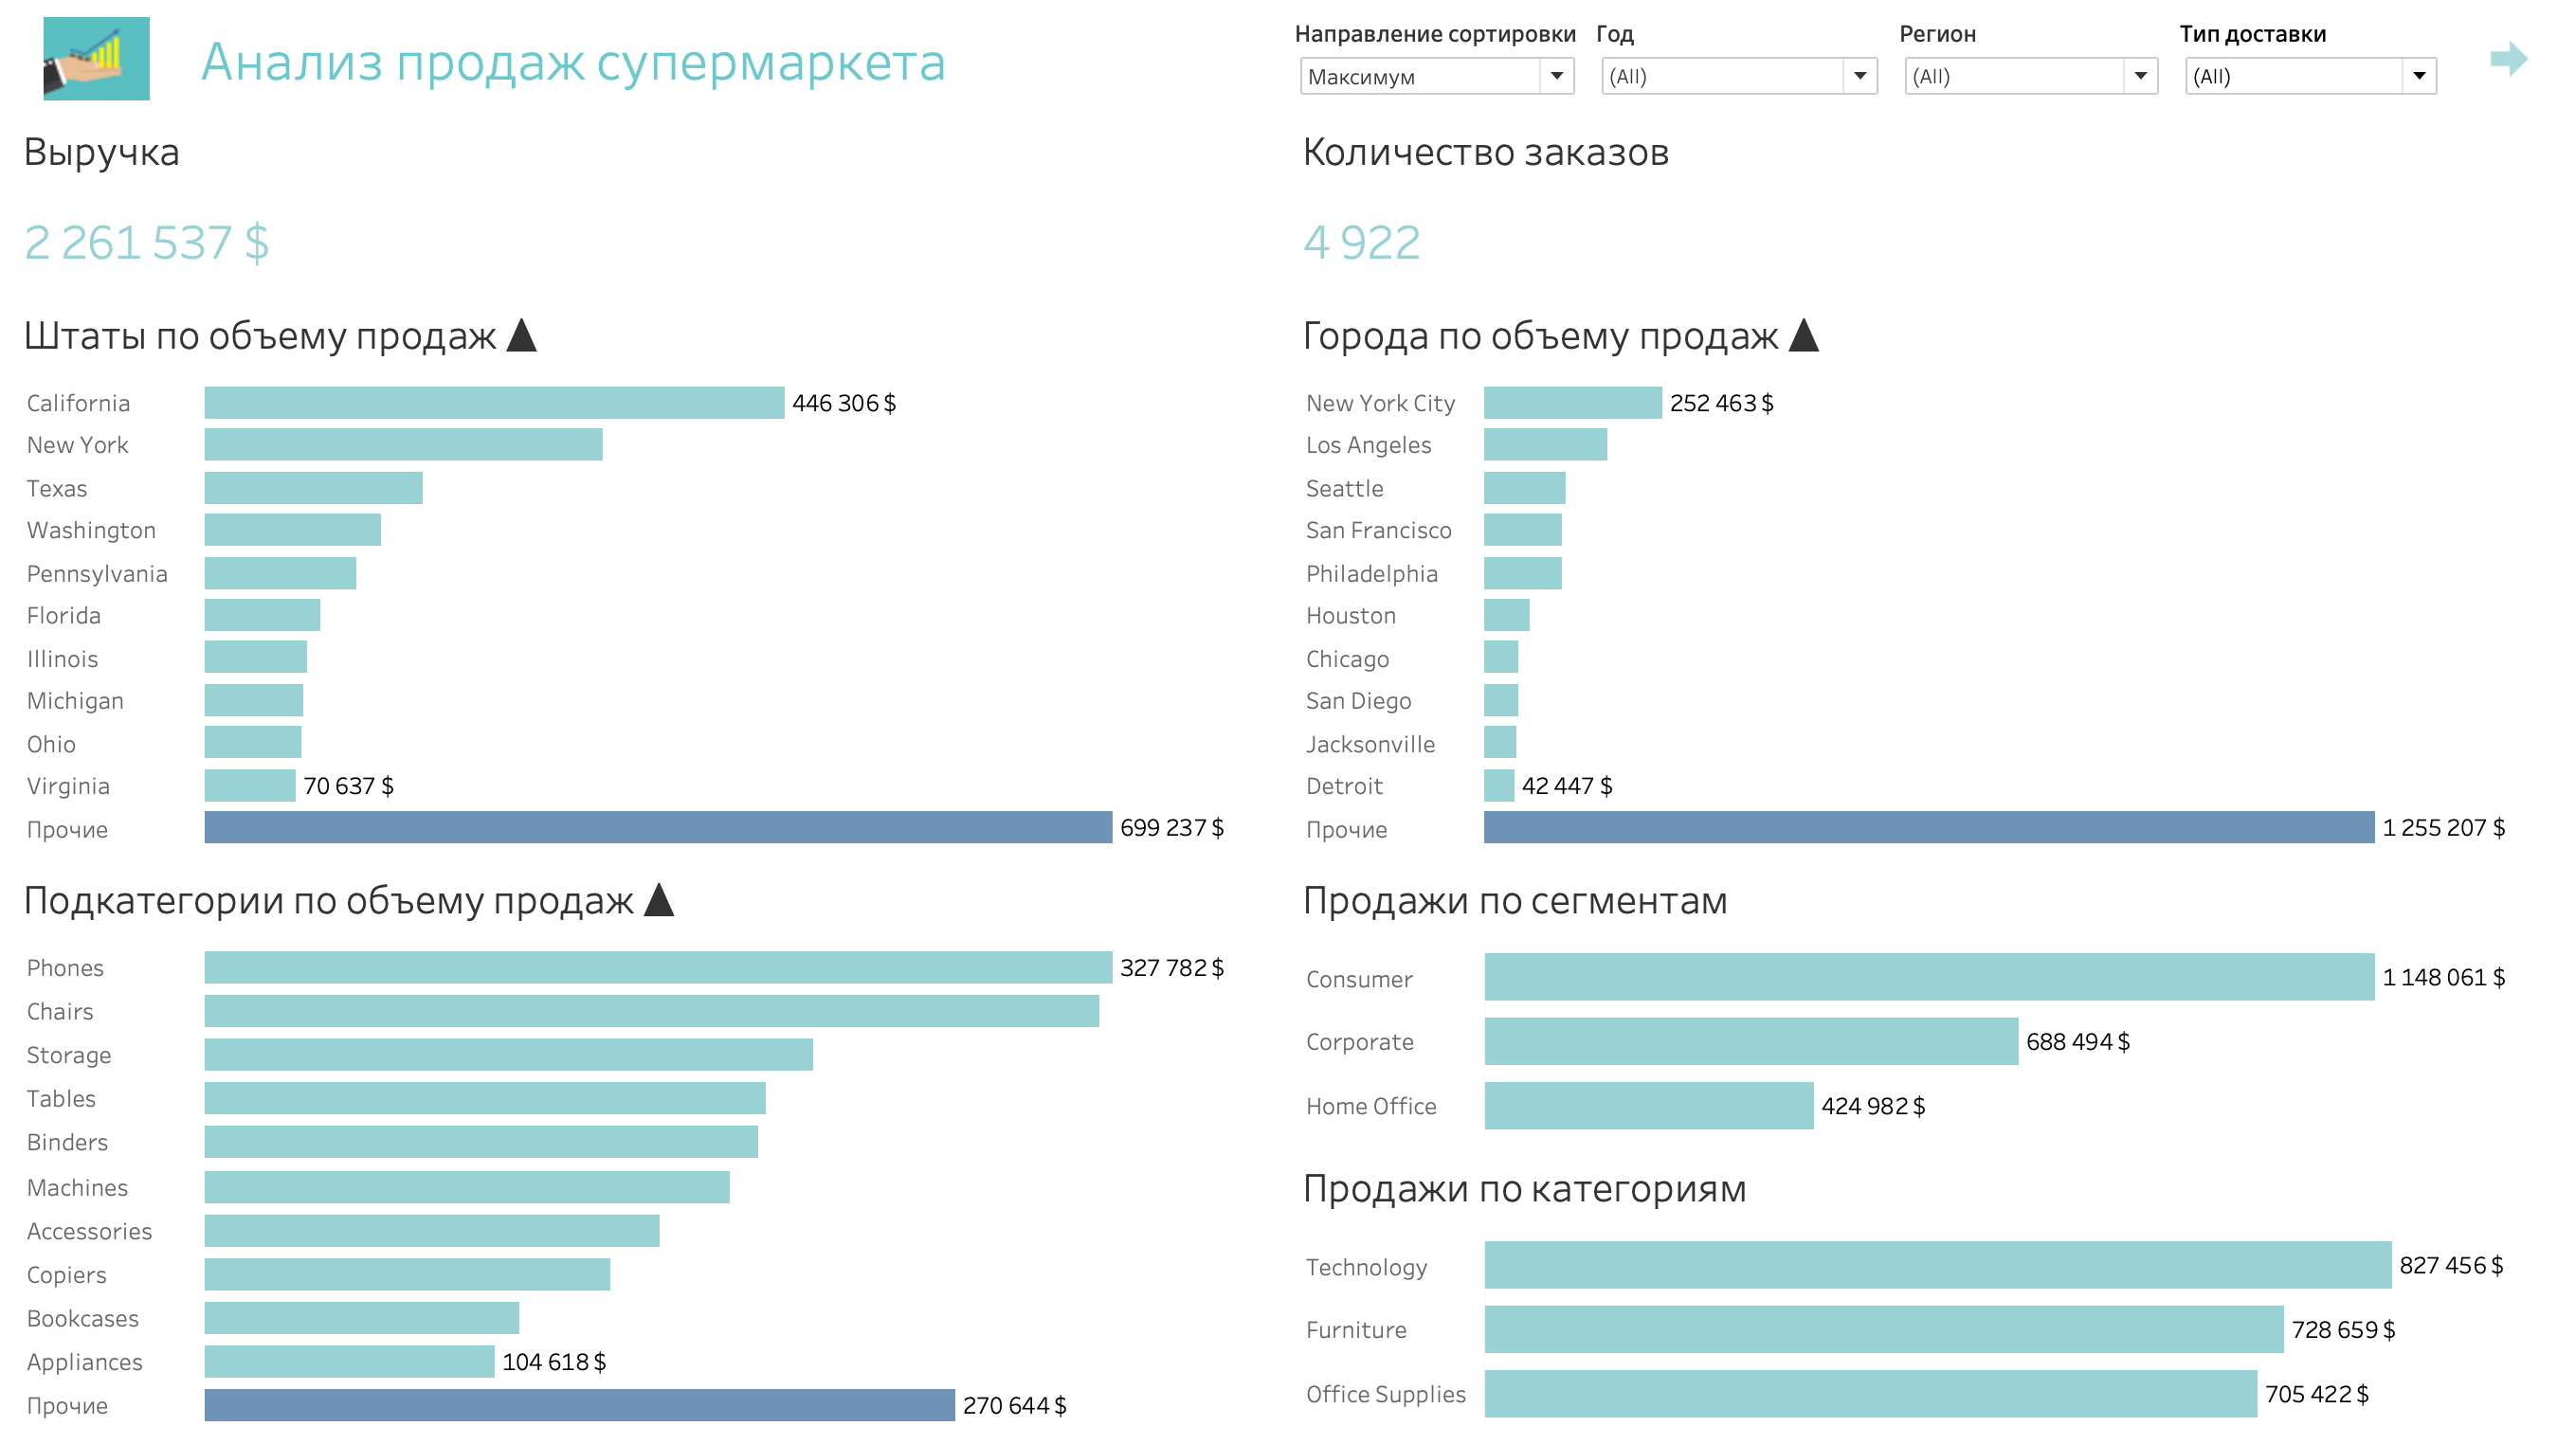 Анализ продаж супермаркета
Направление сортировки
Максимум
Год
(All)
Регион
(All)
Тип доставки
(All)
Выручка
2 261 537 $
Количество заказов
4 922
Штаты по объему продаж ▲
California 446 306 $
New York
Texas
Washington
Pennsylvania
Florida
Illinois
Michigan
Ohio
Virginia 70 637 $
Прочие 699 237 $
Города по объему продаж ▲
New York City 252 463 $
Los Angeles
Seattle
San Francisco
Philadelphia
Houston
Chicago
San Diego
Jacksonville
Detroit 42 447 $
Прочие 1 255 207 $
Подкатегории по объему продаж ▲
Phones 327 782 $
Chairs
Storage
Tables
Binders
Machines
Accessories
Copiers
Bookcases
Appliances 104 618 $
Прочие 270 644 $
Продажи по сегментам
Consumer 1 148 061 $
Corporate 688 494 $
Home Office 424 982 $
Продажи по категориям
Technology 827 456 $
Furniture 728 659 $
Office Supplies 705 422 $